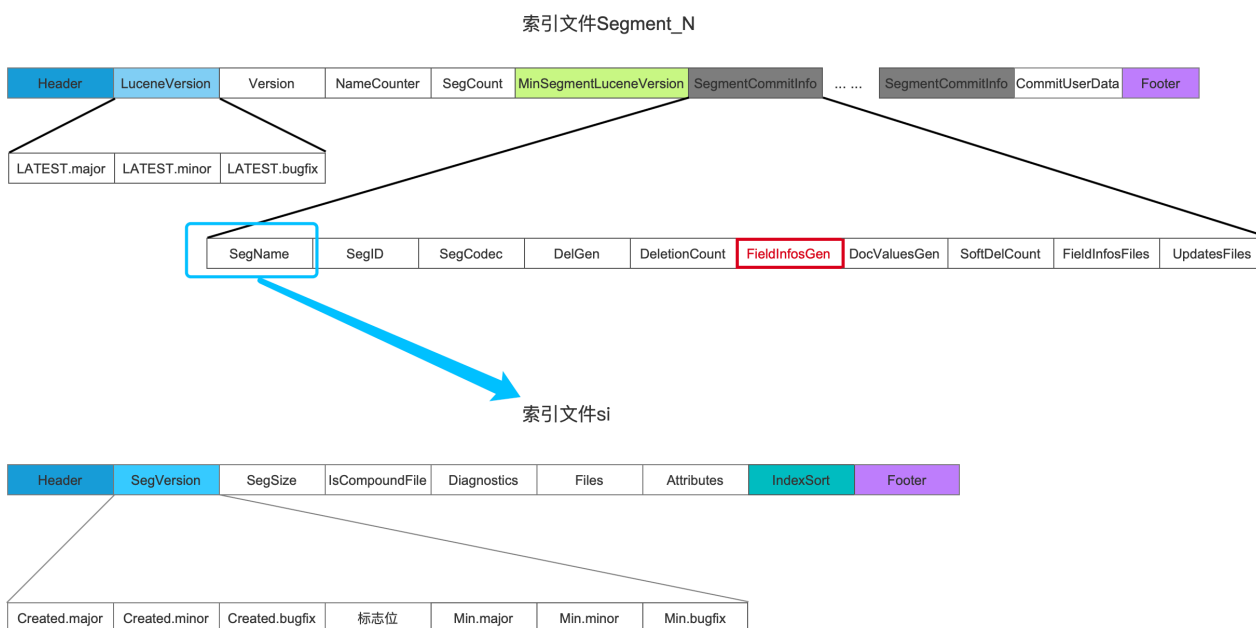 索引文件Segment_N
Header LuceneVersion Version NameCounter SegCount MinSegmentLuceneVersion SegmentCommitInfo ... ... SegmentCommitInfo CommitUserData Footer
LATEST.major LATEST.minor LATEST.bugfix
SegName SegID SegCodec DelGen DeletionCount FieldInfosGen DocValuesGen SoftDelCount FieldInfosFiles UpdatesFiles
索引文件si
Header SegVersion SegSize IsCompoundFile Diagnostics Files Attributes IndexSort Footer
Created.major Created.minor Created.bugfix 标志位 Min.major Min.minor Min.bugfix